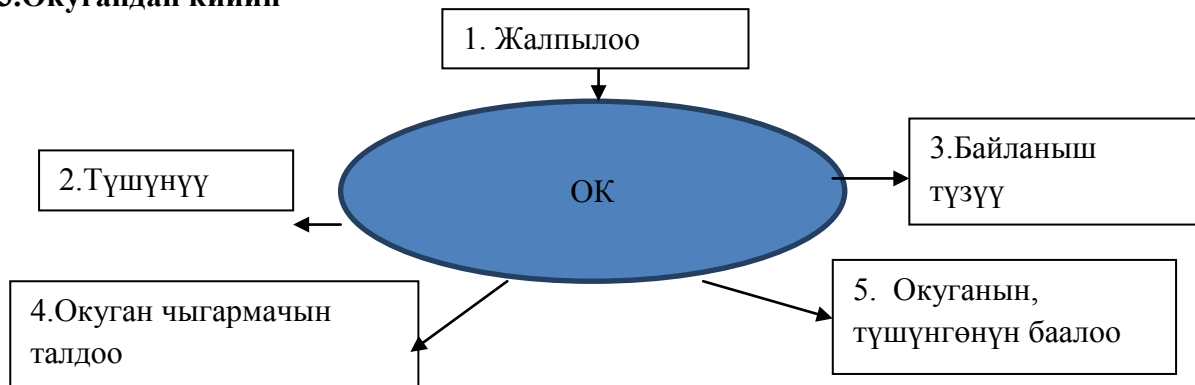 3.Окугандан кийин
1. Жалпылоо
2.Түшүнүү
ОК
3.Байланыш
түзүү
4.Окуган чыгармачын
талдоо
5. Окуганын,
түшүнгөнүн баалоо